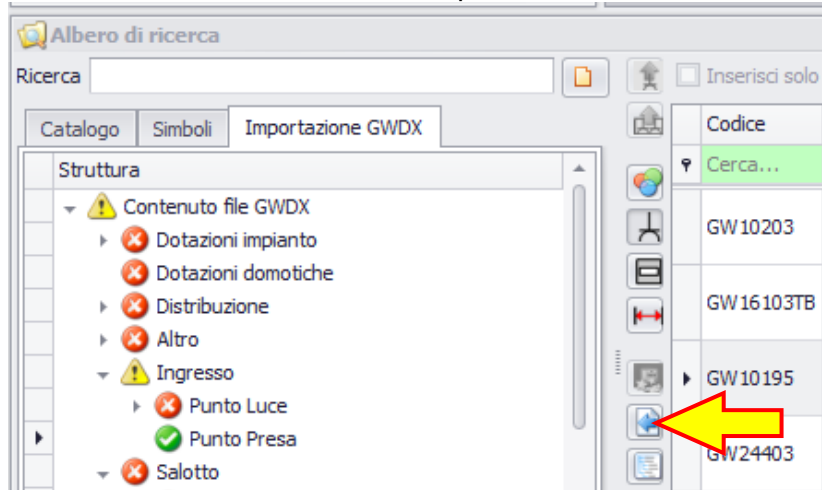 Albero di ricerca
Ricerca
Inserisci solo
Catalogo Simboli Importazione GWDX
Codice
Struttura
Cerca...
Contenuto file GWDX
Dotazioni impianto
GW10203
Dotazioni domotiche
Distribuzione
GW16103TB
Altro
Ingresso
GW10195
Punto Luce
Punto Presa
GW24403
Salotto